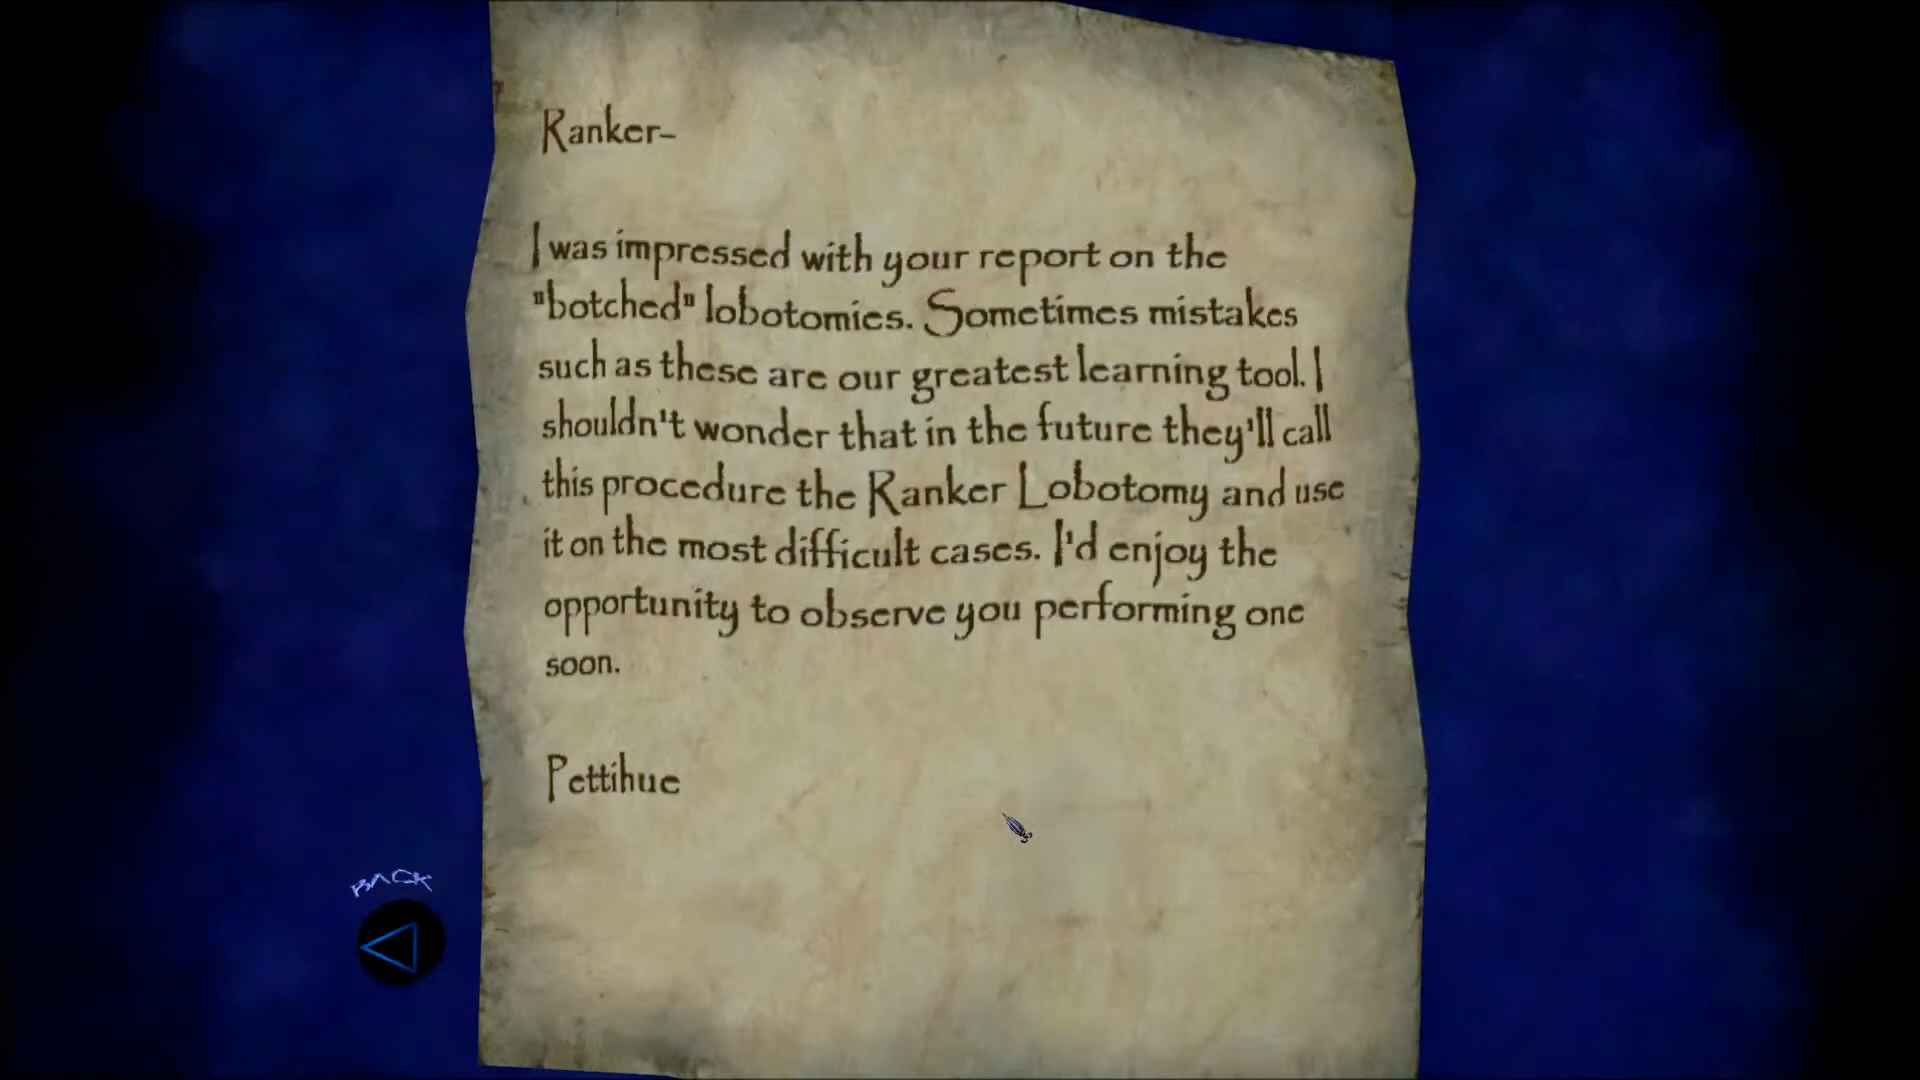 Ranker-
I was impressed with your report on the
"botched" lobotomies. Sometimes mistakes
such as these are our greatest learning tool. I
shouldn't wonder that in the future they'll call
this procedure the Ranker Lobotomy and use
it on the most difficult cases. I'd enjoy the
opportunity to observe you performing one
soon.
Pettihue
BACK